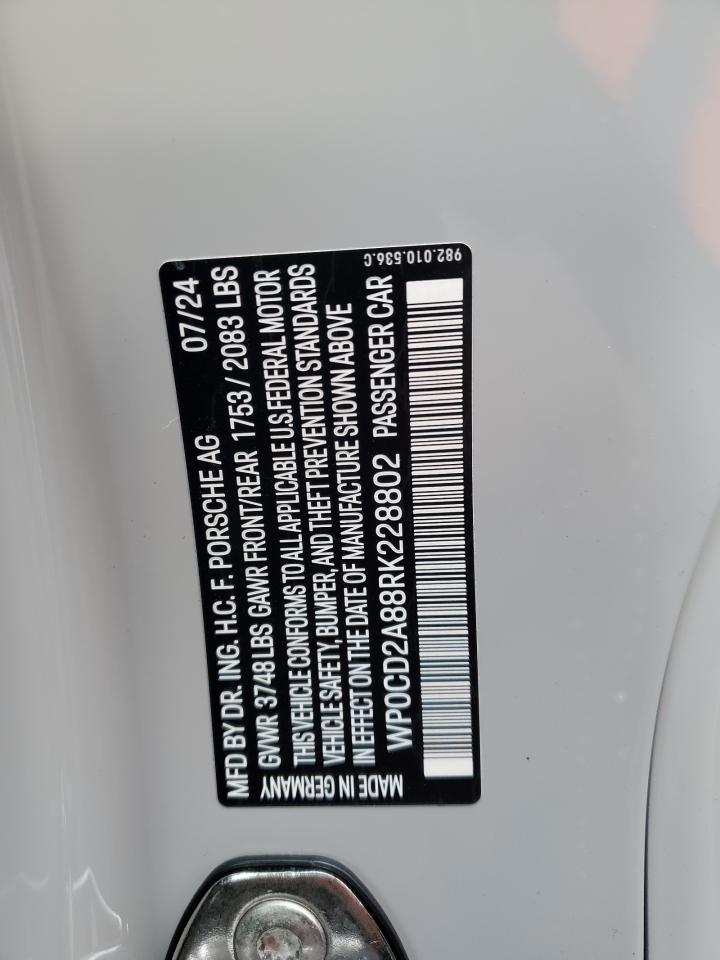 MFD BY DR. ING. H.C. F. PORSCHE AG 07/24
GVWR 3748 LBS GAWR FRONT/REAR 1753 / 2083 LBS
THIS VEHICLE CONFORMS TO ALL APPLICABLE U.S. FEDERAL MOTOR
VEHICLE SAFETY, BUMPER, AND THEFT PREVENTION STANDARDS
IN EFFECT ON THE DATE OF MANUFACTURE SHOWN ABOVE
WP0CD2A88RK228802 PASSENGER CAR
MADE IN GERMANY
982.010.536.C